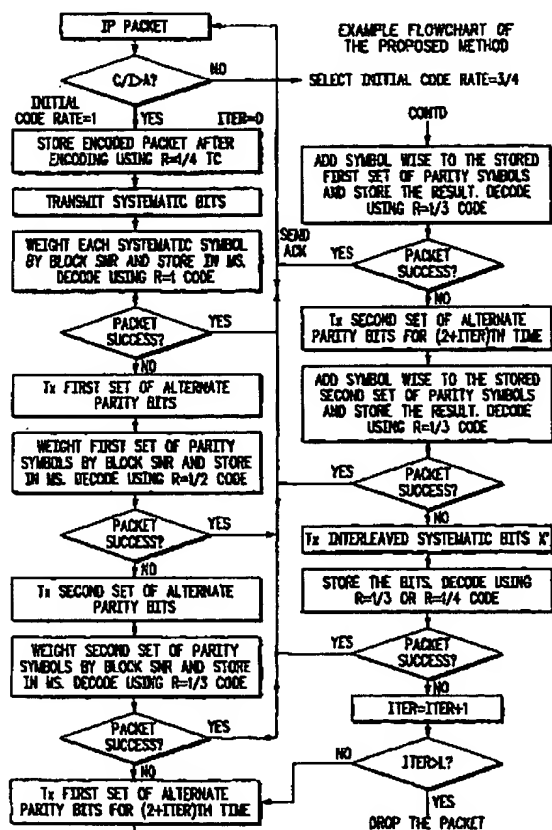 IP PACKET
C/I>A?
NO
SELECT INITIAL CODE RATE=3/4
INITIAL
CODE RATE=1
YES
ITER=0
STORE ENCODED PACKET AFTER
ENCODING USING R=1/4 TC
TRANSMIT SYSTEMATIC BITS
WEIGHT EACH SYSTEMATIC SYMBOL
BY BLOCK SNR AND STORE IN MS.
DECODE USING R=1 CODE
PACKET
SUCCESS?
YES
NO
Tx FIRST SET OF ALTERNATE
PARITY BITS
WEIGHT FIRST SET OF PARITY
SYMBOLS BY BLOCK SNR AND STORE
IN MS. DECODE USING R=1/2 CODE
PACKET
SUCCESS?
YES
NO
Tx SECOND SET OF ALTERNATE
PARITY BITS
WEIGHT SECOND SET OF PARITY
SYMBOLS BY BLOCK SNR AND STORE
IN MS. DECODE USING R=1/3 CODE
PACKET
SUCCESS?
YES
NO
Tx FIRST SET OF ALTERNATE
PARITY BITS FOR (2+ITER)TH TIME
EXAMPLE FLOWCHART OF
THE PROPOSED METHOD
CONTD
ADD SYMBOL WISE TO THE STORED
FIRST SET OF PARITY SYMBOLS
AND STORE THE RESULT. DECODE
USING R=1/3 CODE
SEND
ACK
YES
PACKET
SUCCESS?
NO
Tx SECOND SET OF ALTERNATE
PARITY BITS FOR (2+ITER)TH TIME
ADD SYMBOL WISE TO THE STORED
SECOND SET OF PARITY SYMBOLS
AND STORE THE RESULT. DECODE
USING R=1/3 CODE
YES
PACKET
SUCCESS?
NO
Tx INTERLEAVED SYSTEMATIC BITS X'
STORE THE BITS. DECODE USING
R=1/3 OR R=1/4 CODE
YES
PACKET
SUCCESS?
NO
ITER=ITER+1
NO
ITER>L?
YES
DROP THE PACKET